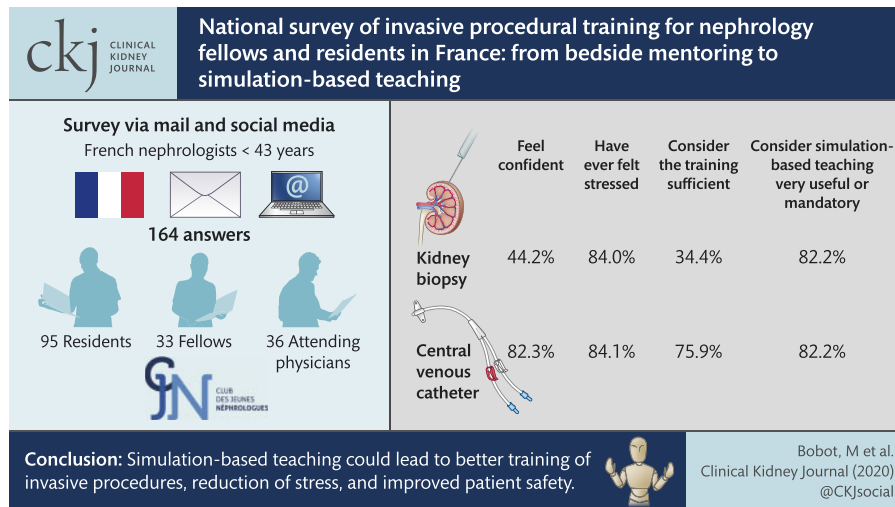 ckj
CLINICAL
KIDNEY
JOURNAL
National survey of invasive procedural training for nephrology
fellows and residents in France: from bedside mentoring to
simulation-based teaching
Survey via mail and social media
French nephrologists < 43 years
@
164 answers
95 Residents
33 Fellows
36 Attending
physicians
CJN
CLUB
DES JEUNES
NÉPHROLOGUES
Feel
confident
Have
ever felt
stressed
Consider
the training
sufficient
Consider simulation-
based teaching
very useful or
mandatory
Kidney
biopsy
44.2%
84.0%
34.4%
82.2%
Central
venous
catheter
82.3%
84.1%
75.9%
82.2%
Conclusion: Simulation-based teaching could lead to better training of
invasive procedures, reduction of stress, and improved patient safety.
Bobot, M et al.
Clinical Kidney Journal (2020)
@CKJsocial